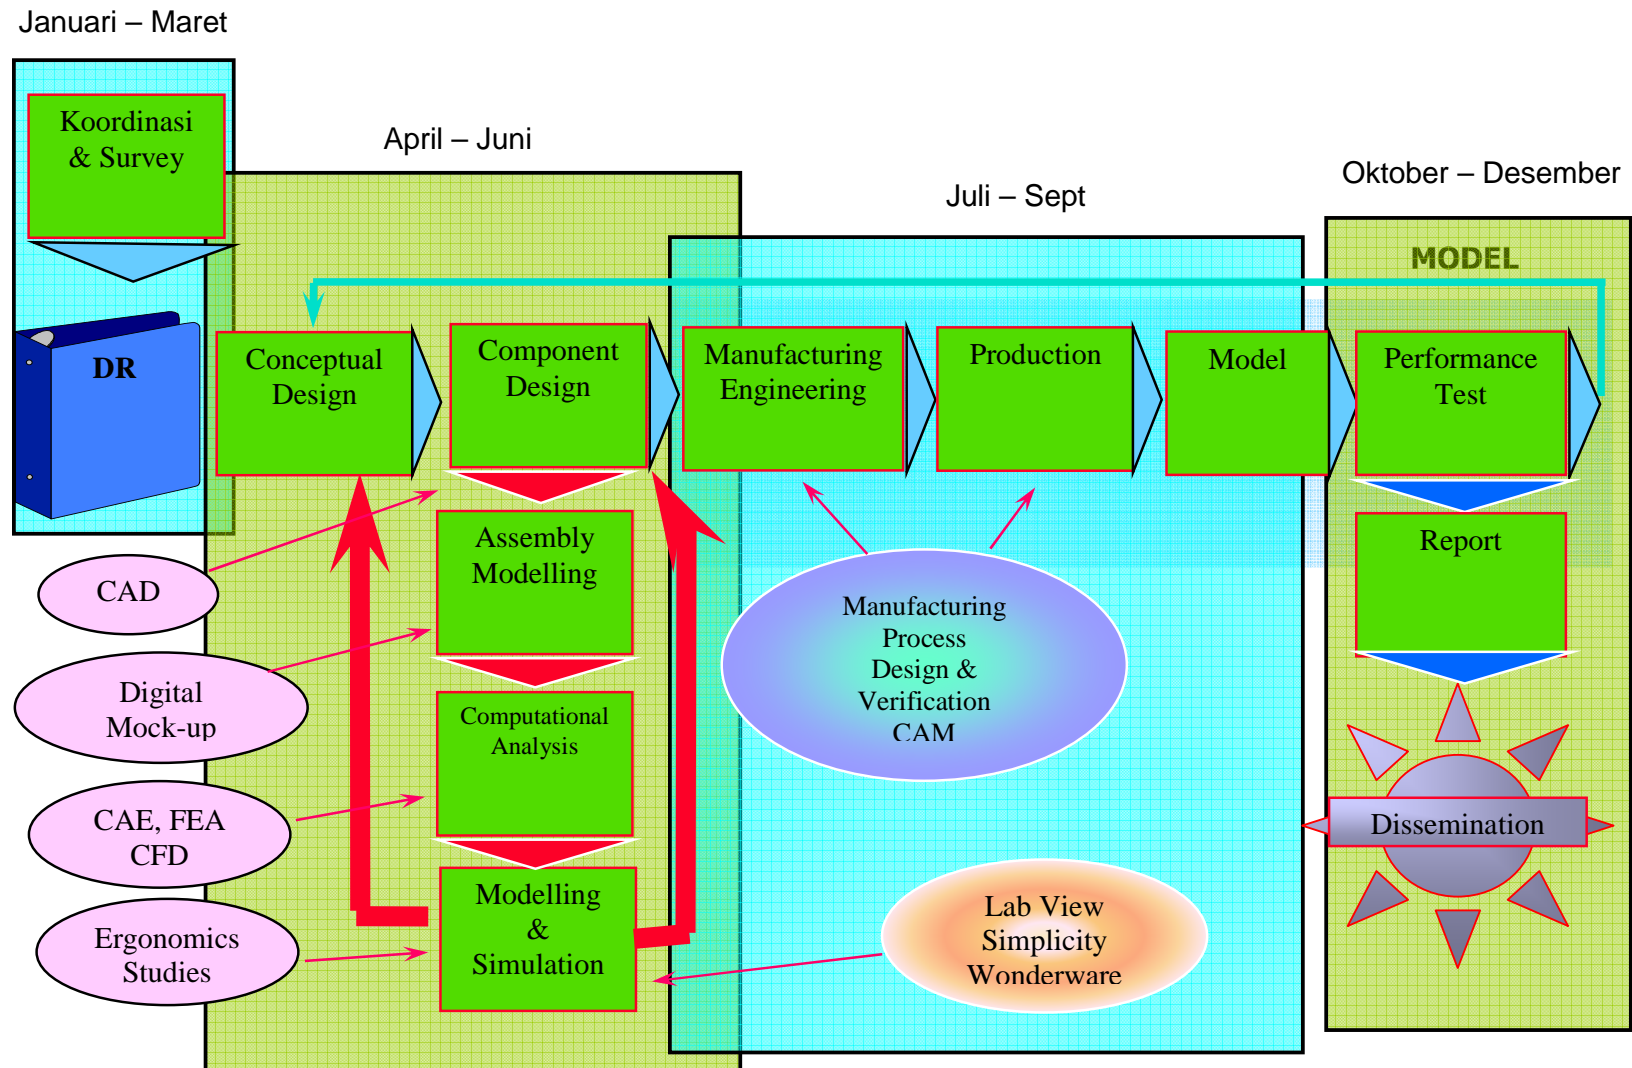 Januari – Maret
Koordinasi
& Survey
DR
April – Juni
Conceptual
Design
Component
Design
Assembly
Modelling
Computational
Analysis
Modelling
&
Simulation
CAD
Digital
Mock-up
CAE, FEA
CFD
Ergonomics
Studies
Juli – Sept
Manufacturing
Engineering
Production
Model
Manufacturing
Process
Design &
Verification
CAM
Lab View
Simplicity
Wonderware
Oktober – Desember
MODEL
Performance
Test
Report
Dissemination